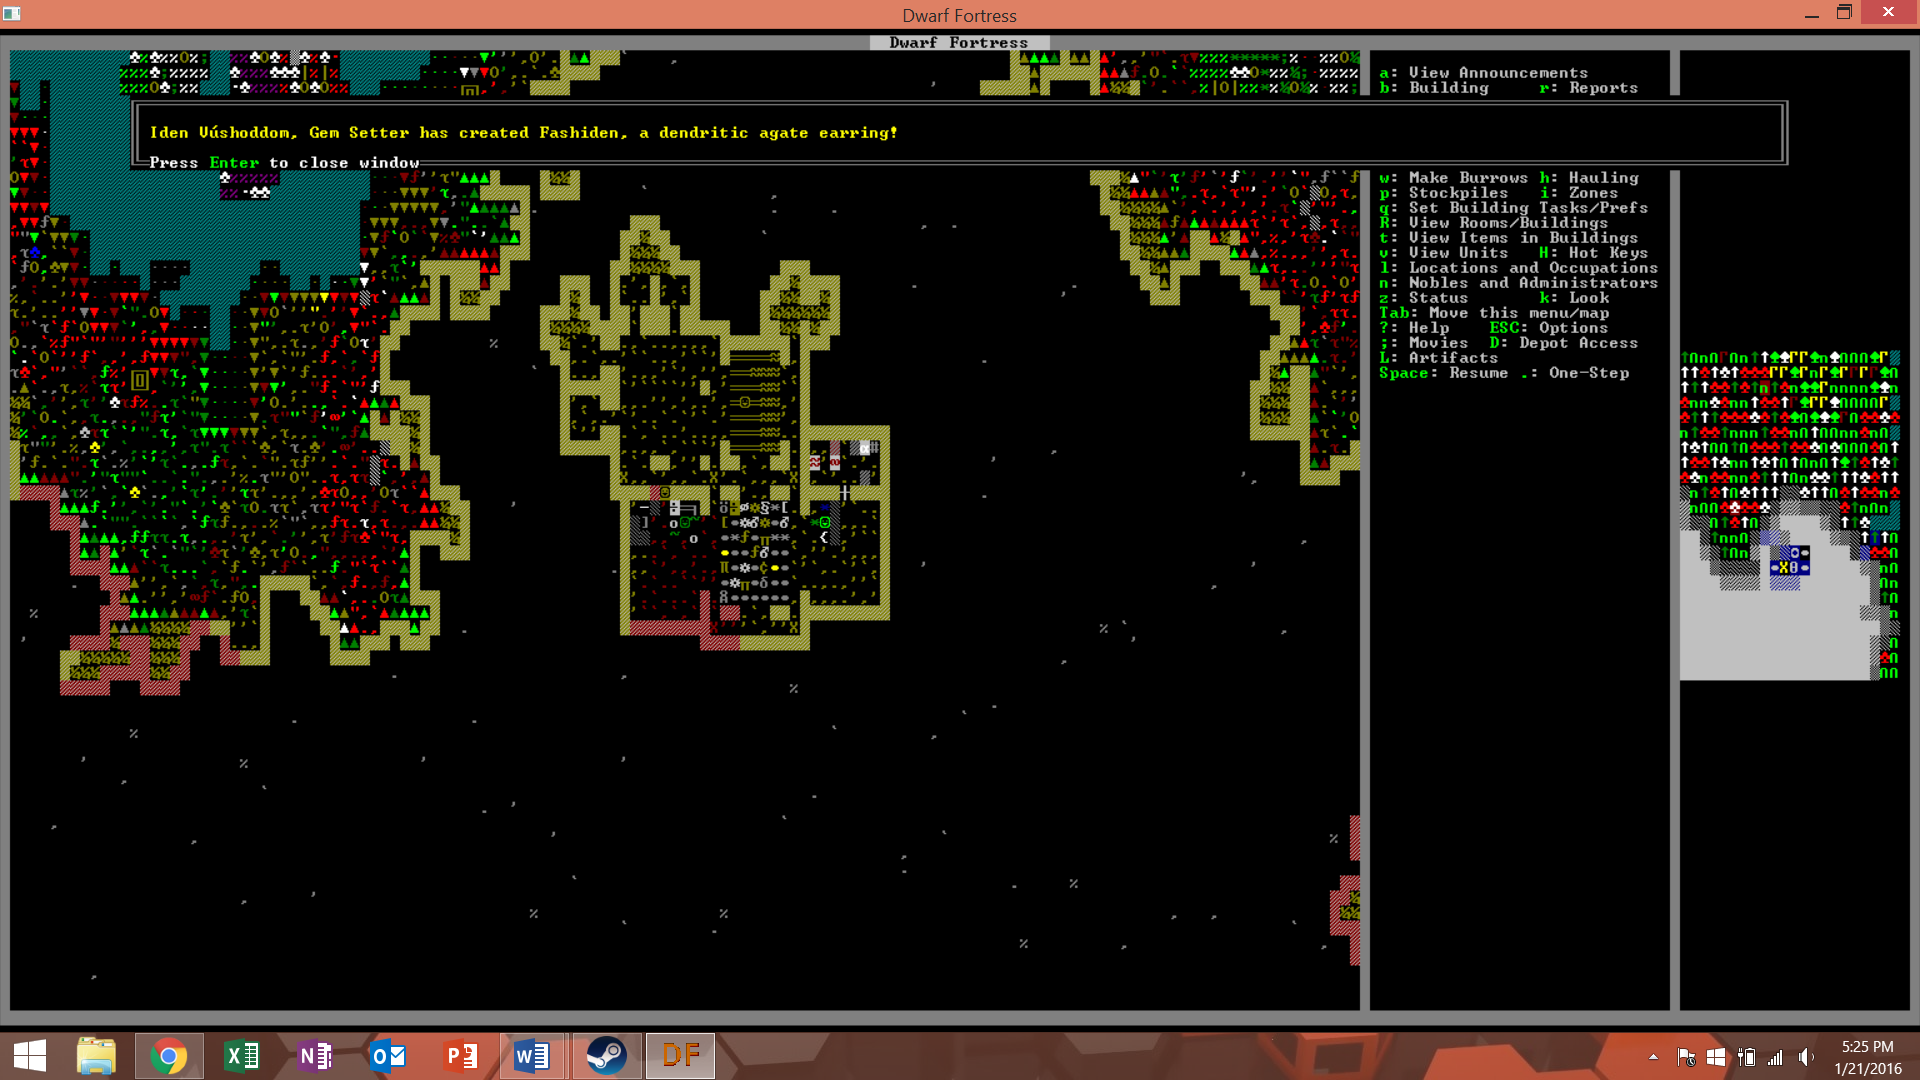 Dwarf Fortress
Dwarf Fortress
a: View Announcements
b: Building r: Reports
Iden Vúshoddom, Gem Setter has created Fashiden, a dendritic agate earring!
Press Enter to close window
w: Make Burrows h: Hauling
p: Stockpiles i: Zones
q: Set Building Tasks/Prefs
R: View Rooms/Buildings
t: View Items in Buildings
v: View Units H: Hot Keys
l: Locations and Occupations
n: Nobles and Administrators
z: Status k: Look
Tab: Move this menu/map
?: Help ESC: Options
;: Movies D: Depot Access
L: Artifacts
Space: Resume .: One-Step
DF
5:25 PM
1/21/2016